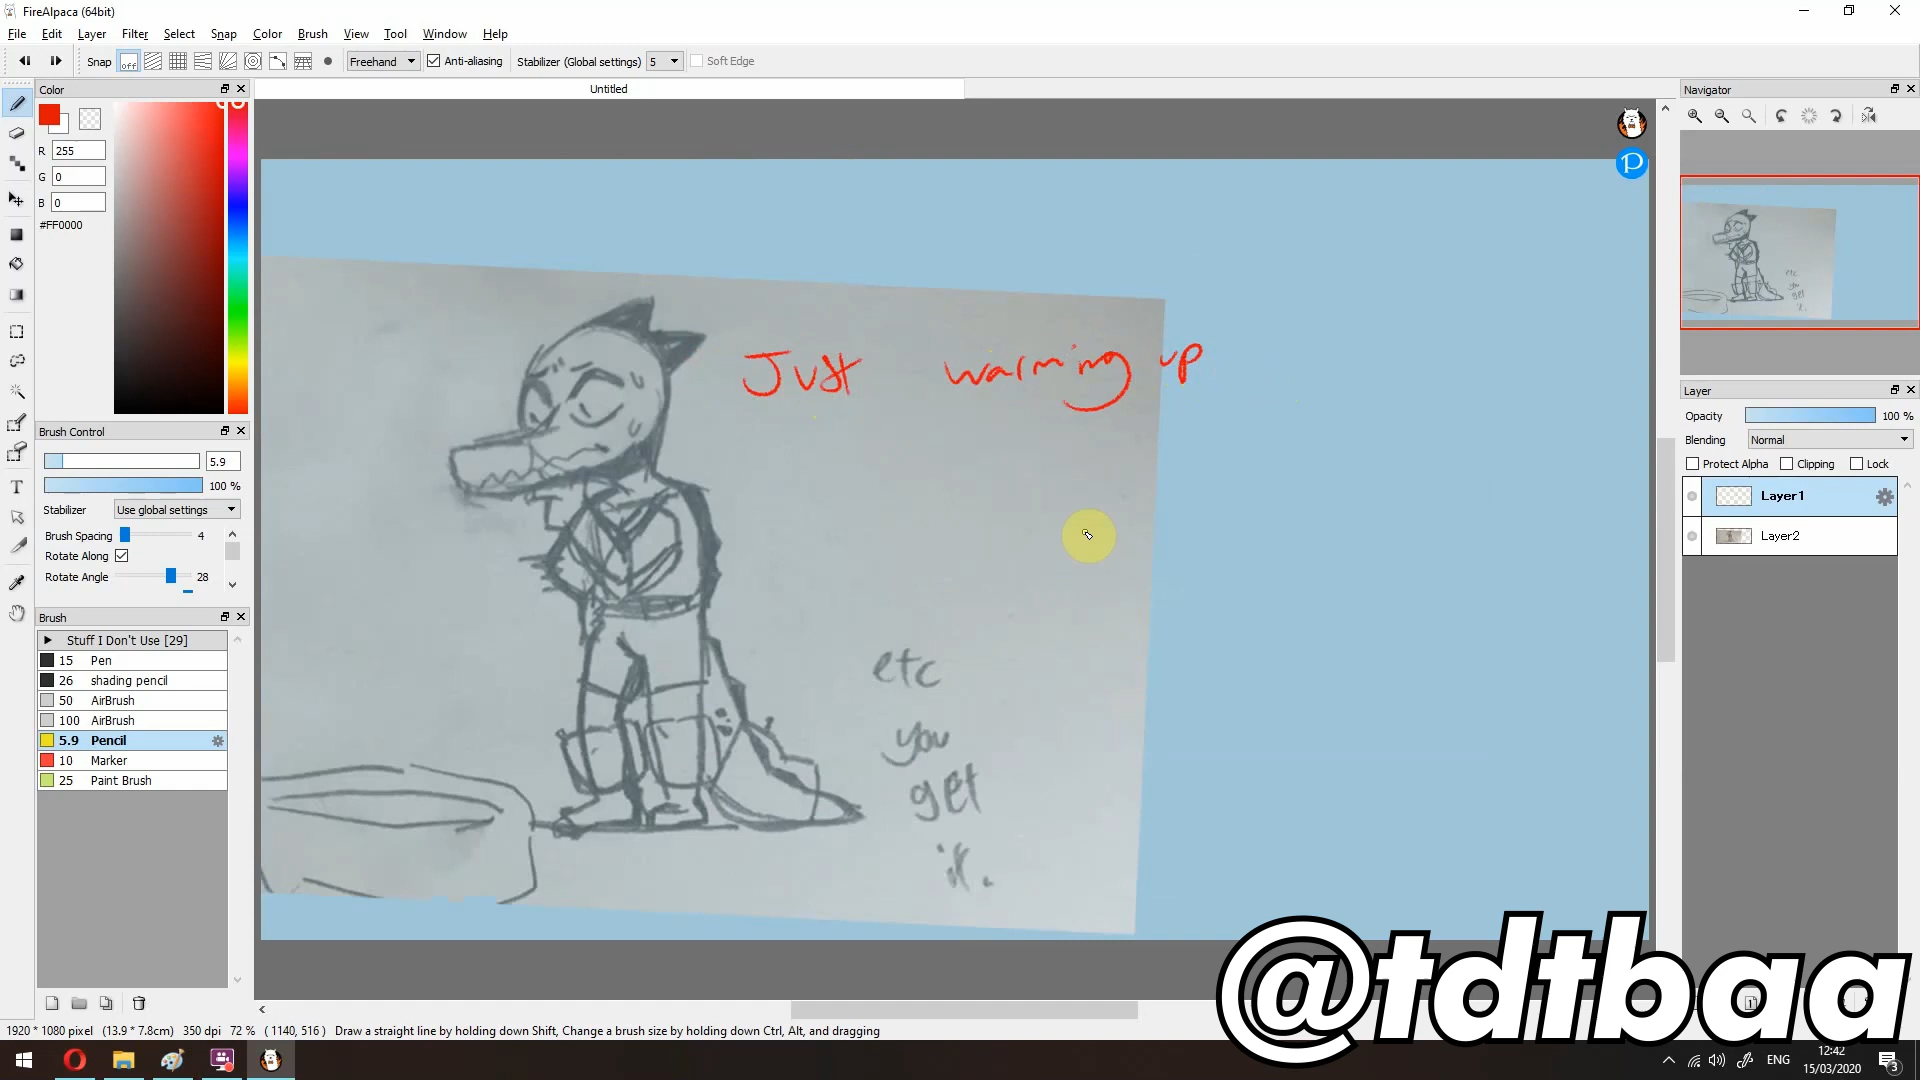 FireAlpaca (64bit)
File Edit Layer Filter Select Snap Color Brush View Tool Window Help
Snap off Freehand Anti-aliasing Stabilizer (Global settings) 5 Soft Edge
Color
Untitled
Navigator
R 255
G 0
B 0
#FF0000
Just warming up
Layer
Opacity 100 %
Blending Normal
Protect Alpha Clipping Lock
Layer1
Layer2
Brush Control
5.9
100 %
Stabilizer Use global settings
Brush Spacing 4
Rotate Along
Rotate Angle 28
Brush
Stuff I Don't Use [29]
15 Pen
26 shading pencil
50 AirBrush
100 AirBrush
5.9 Pencil
10 Marker
25 Paint Brush
etc
you
get
it.
P
@tdtbaa
1920 * 1080 pixel (13.9 * 7.8cm) 350 dpi 72 % ( 1140, 516 ) Draw a straight line by holding down Shift, Change a brush size by holding down Ctrl, Alt, and dragging
ENG
12:42
15/03/2020
3